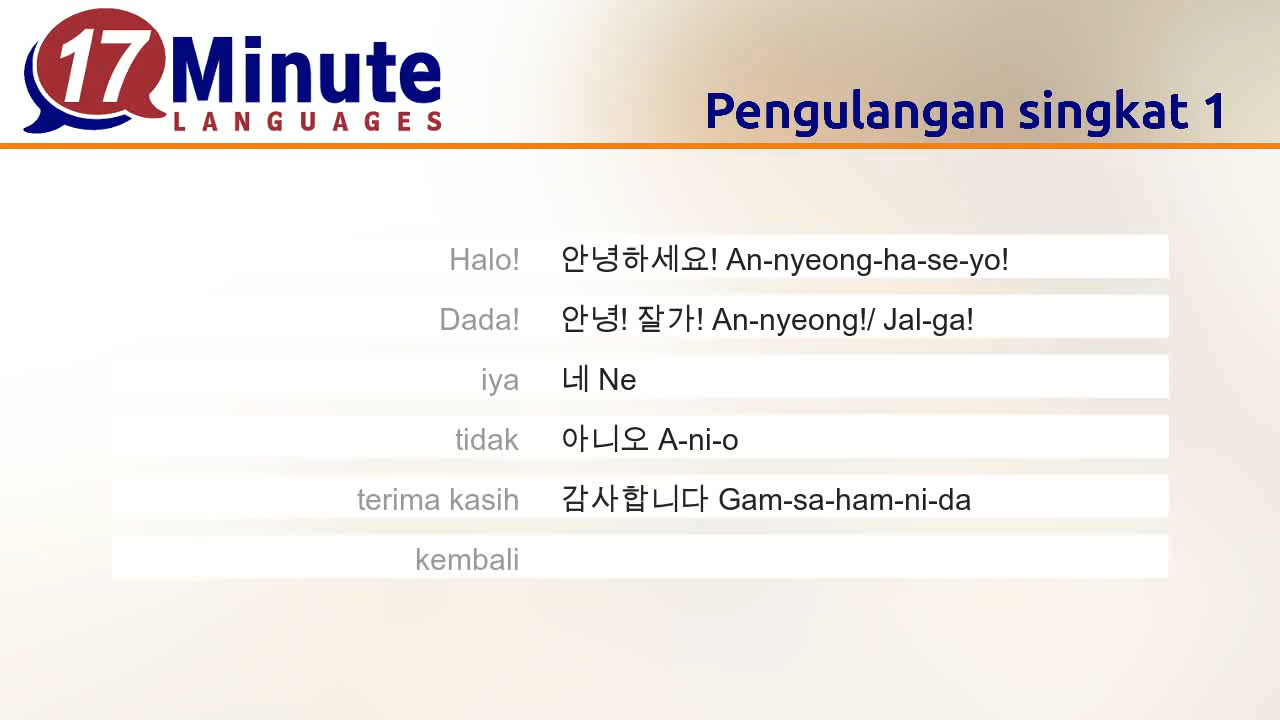 17 Minute
LANGUAGES
Pengulangan singkat 1
Halo! 안녕하세요! An-nyeong-ha-se-yo!
Dada! 안녕! 잘가! An-nyeong!/ Jal-ga!
iya 네 Ne
tidak 아니오 A-ni-o
terima kasih 감사합니다 Gam-sa-ham-ni-da
kembali